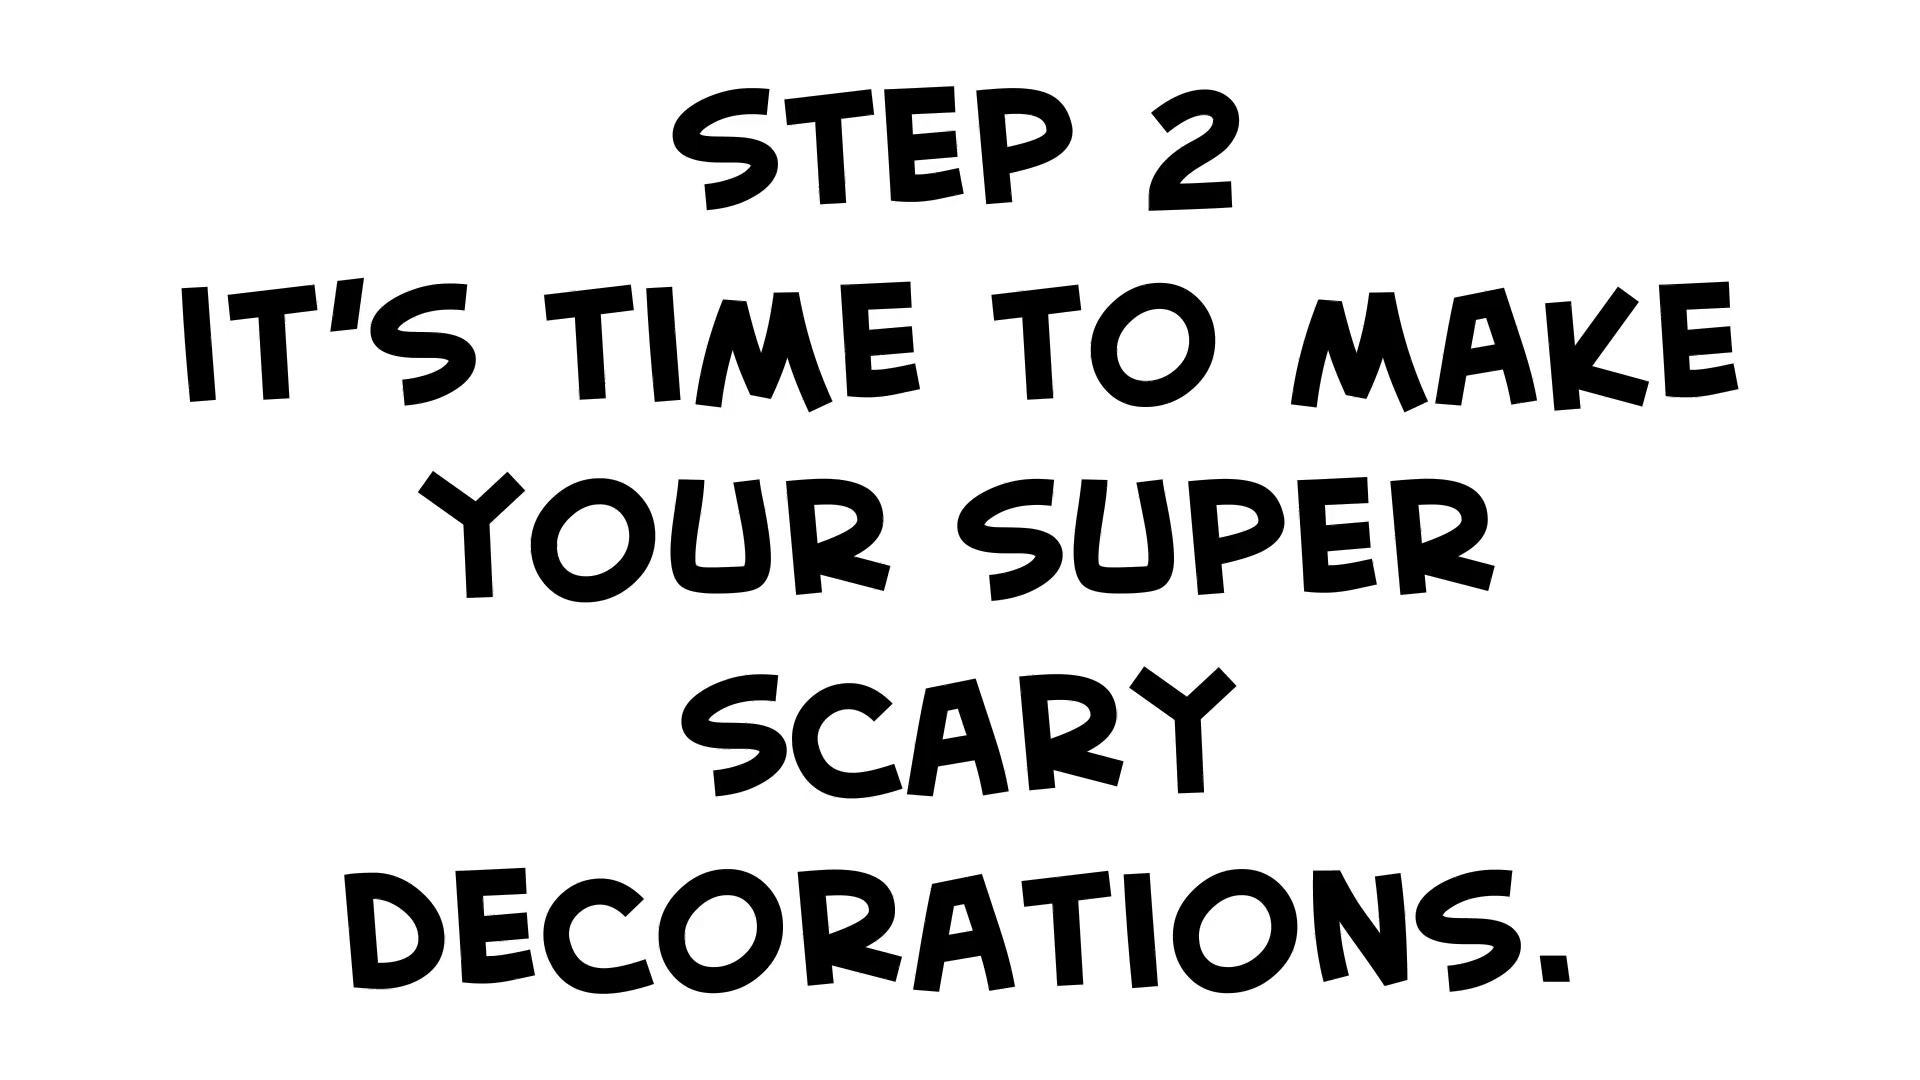 STEP 2
IT'S TIME TO MAKE
YOUR SUPER
SCARY
DECORATIONS.